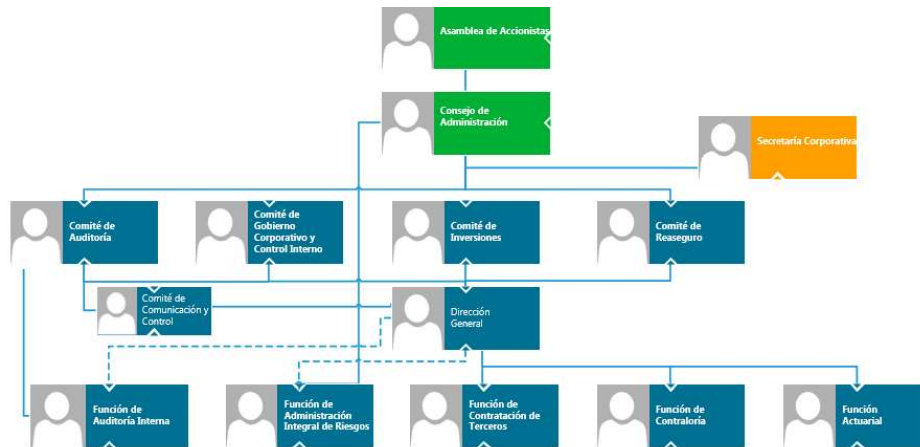 Asamblea de Accionistas
Consejo de
Administración
Secretaría Corporativa
Comité de
Auditoría
Comité de
Gobierno
Corporativo y
Control Interno
Comité de
Inversiones
Comité de
Reaseguro
Comité de
Comunicación y
Control
Dirección
General
Función de
Auditoría Interna
Función de
Administración
Integral de Riesgos
Función de
Contratación de
Terceros
Función de
Contraloría
Función
Actuarial